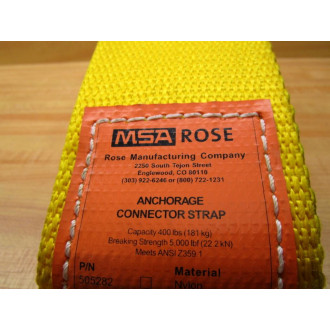 MSA ROSE
Rose Manufacturing Company
2250 South Tejon Street
Englewood, CO 80110
(303) 922-6246 or (800) 722-1231
ANCHORAGE
CONNECTOR STRAP
Capacity 400 lbs (181 kg)
Breaking Strength 5,000 lbf (22.2 kN)
Meets ANSI Z359.1
P/N Material
505282 Nylon